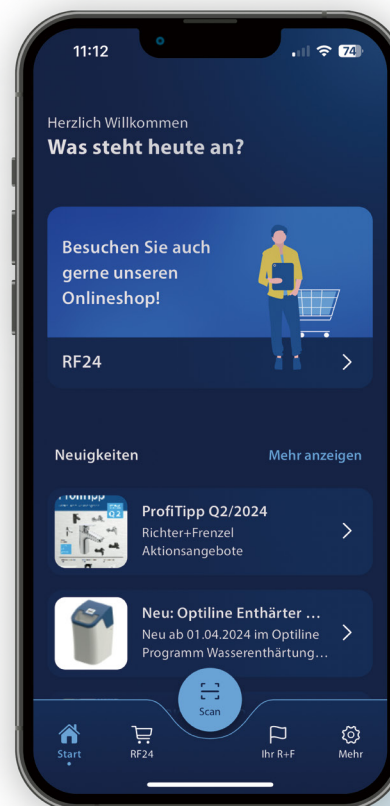 11:12
74
Herzlich Willkommen
Was steht heute an?
Besuchen Sie auch
gerne unseren
Onlineshop!
RF24
Neuigkeiten
Mehr anzeigen
ProfiTipp
Q2
ProfiTipp Q2/2024
Richter+Frenzel
Aktionsangebote
Neu: Optiline Enthärter ...
Neu ab 01.04.2024 im Optiline
Programm Wasserenthärtung...
Scan
Start
RF24
Ihr R+F
Mehr